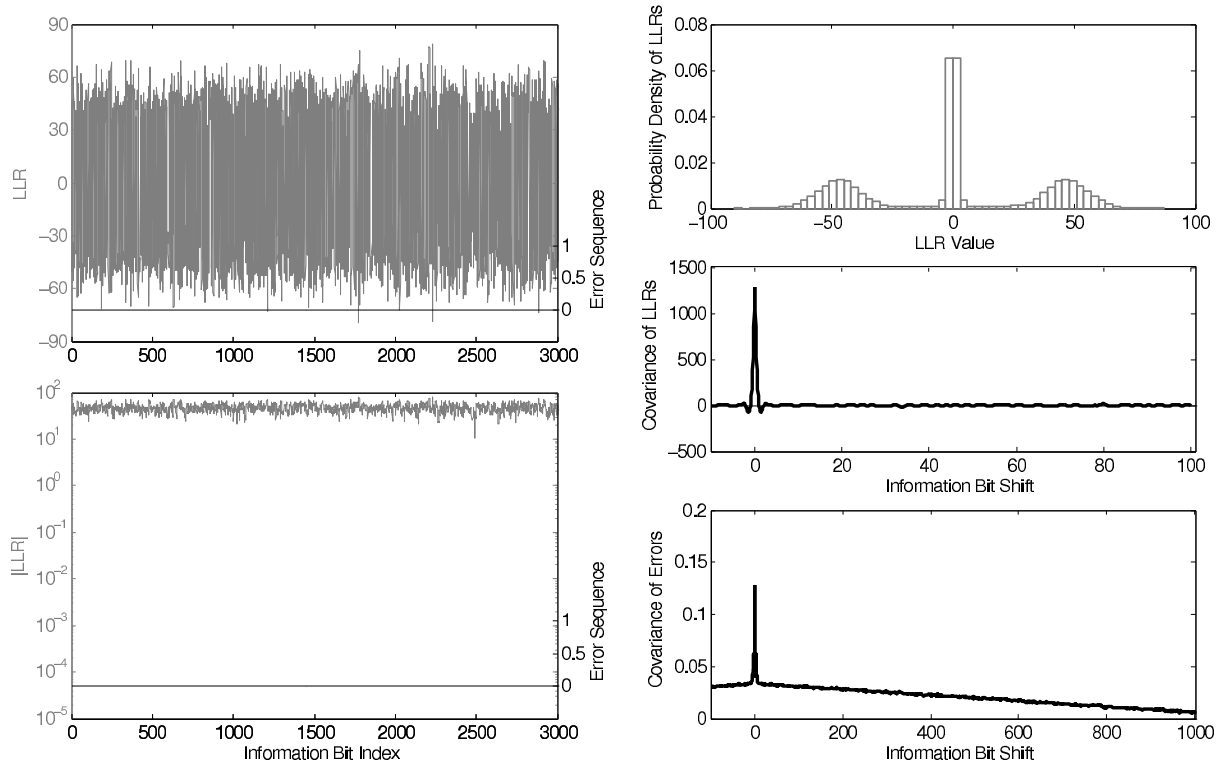 90
60
30
0
−30
−60
−90
LLR
1
0.5
0
Error Sequence
0 500 1000 1500 2000 2500 3000
10^2
10^1
10^0
10^−1
10^−2
10^−3
10^−4
10^−5
|LLR|
1
0.5
0
Error Sequence
0 500 1000 1500 2000 2500 3000
Information Bit Index
0.08
0.06
0.04
0.02
0
Probability Density of LLRs
−100 −50 0 50 100
LLR Value
1500
1000
500
0
−500
Covariance of LLRs
0 20 40 60 80 100
Information Bit Shift
0.2
0.15
0.1
0.05
0
Covariance of Errors
0 200 400 600 800 1000
Information Bit Shift